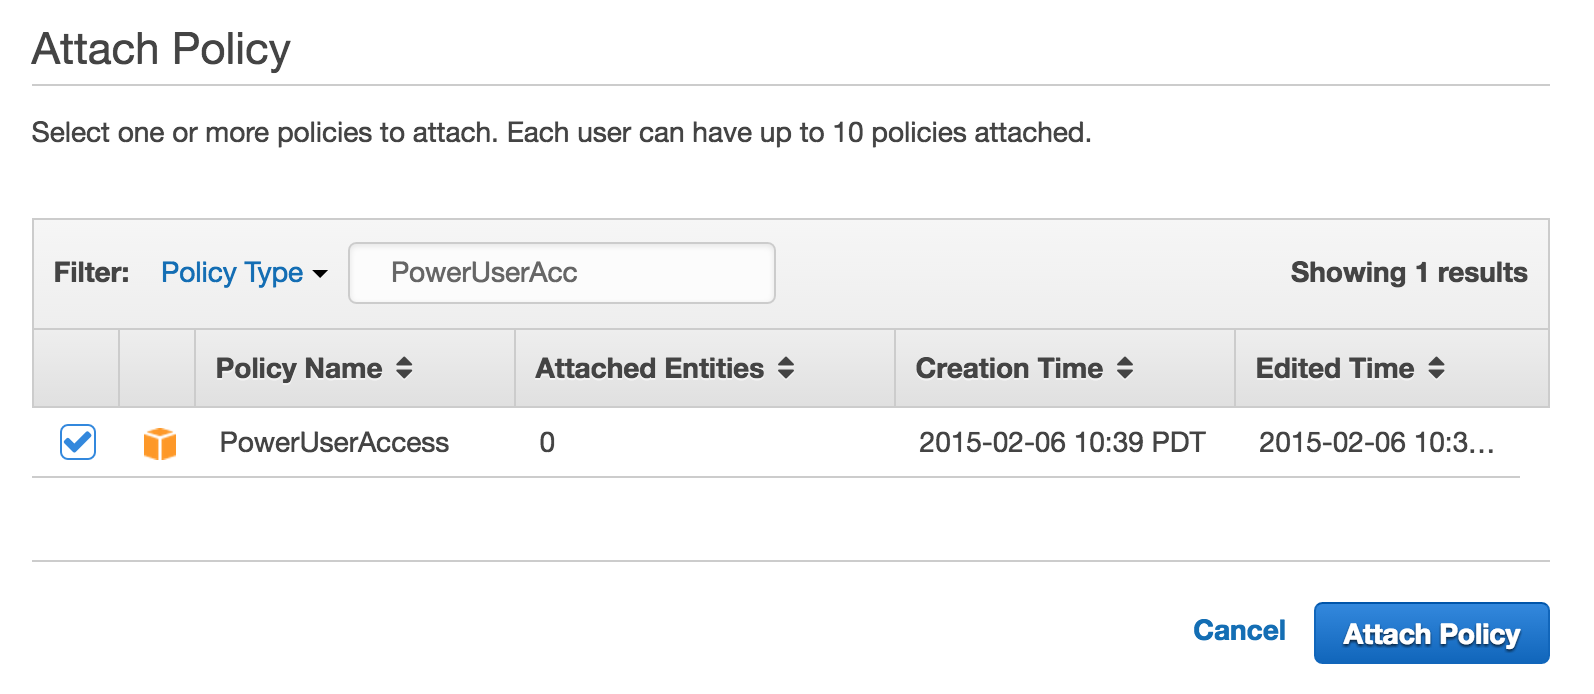 Attach Policy
Select one or more policies to attach. Each user can have up to 10 policies attached.
Filter: Policy Type PowerUserAcc Showing 1 results
Policy Name Attached Entities Creation Time Edited Time
PowerUserAccess 0 2015-02-06 10:39 PDT 2015-02-06 10:3...
Cancel Attach Policy